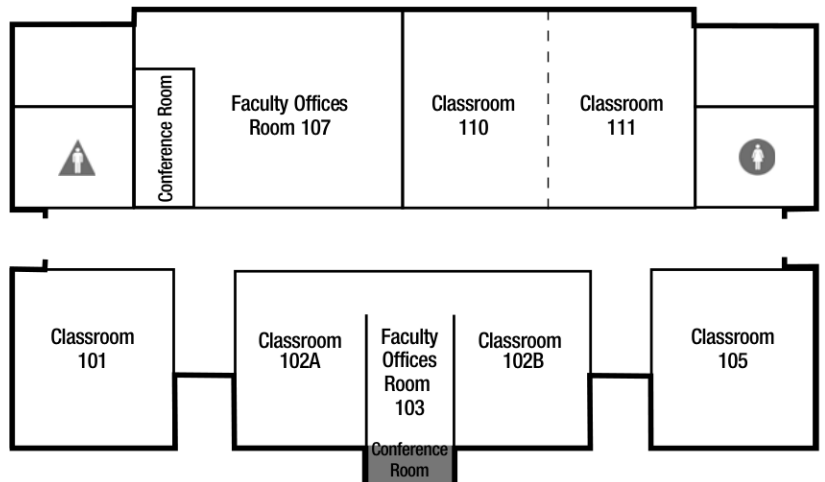 Conference Room
Faculty Offices
Room 107
Classroom
110
Classroom
111
Classroom
101
Classroom
102A
Faculty
Offices
Room
103
Conference
Room
Classroom
102B
Classroom
105